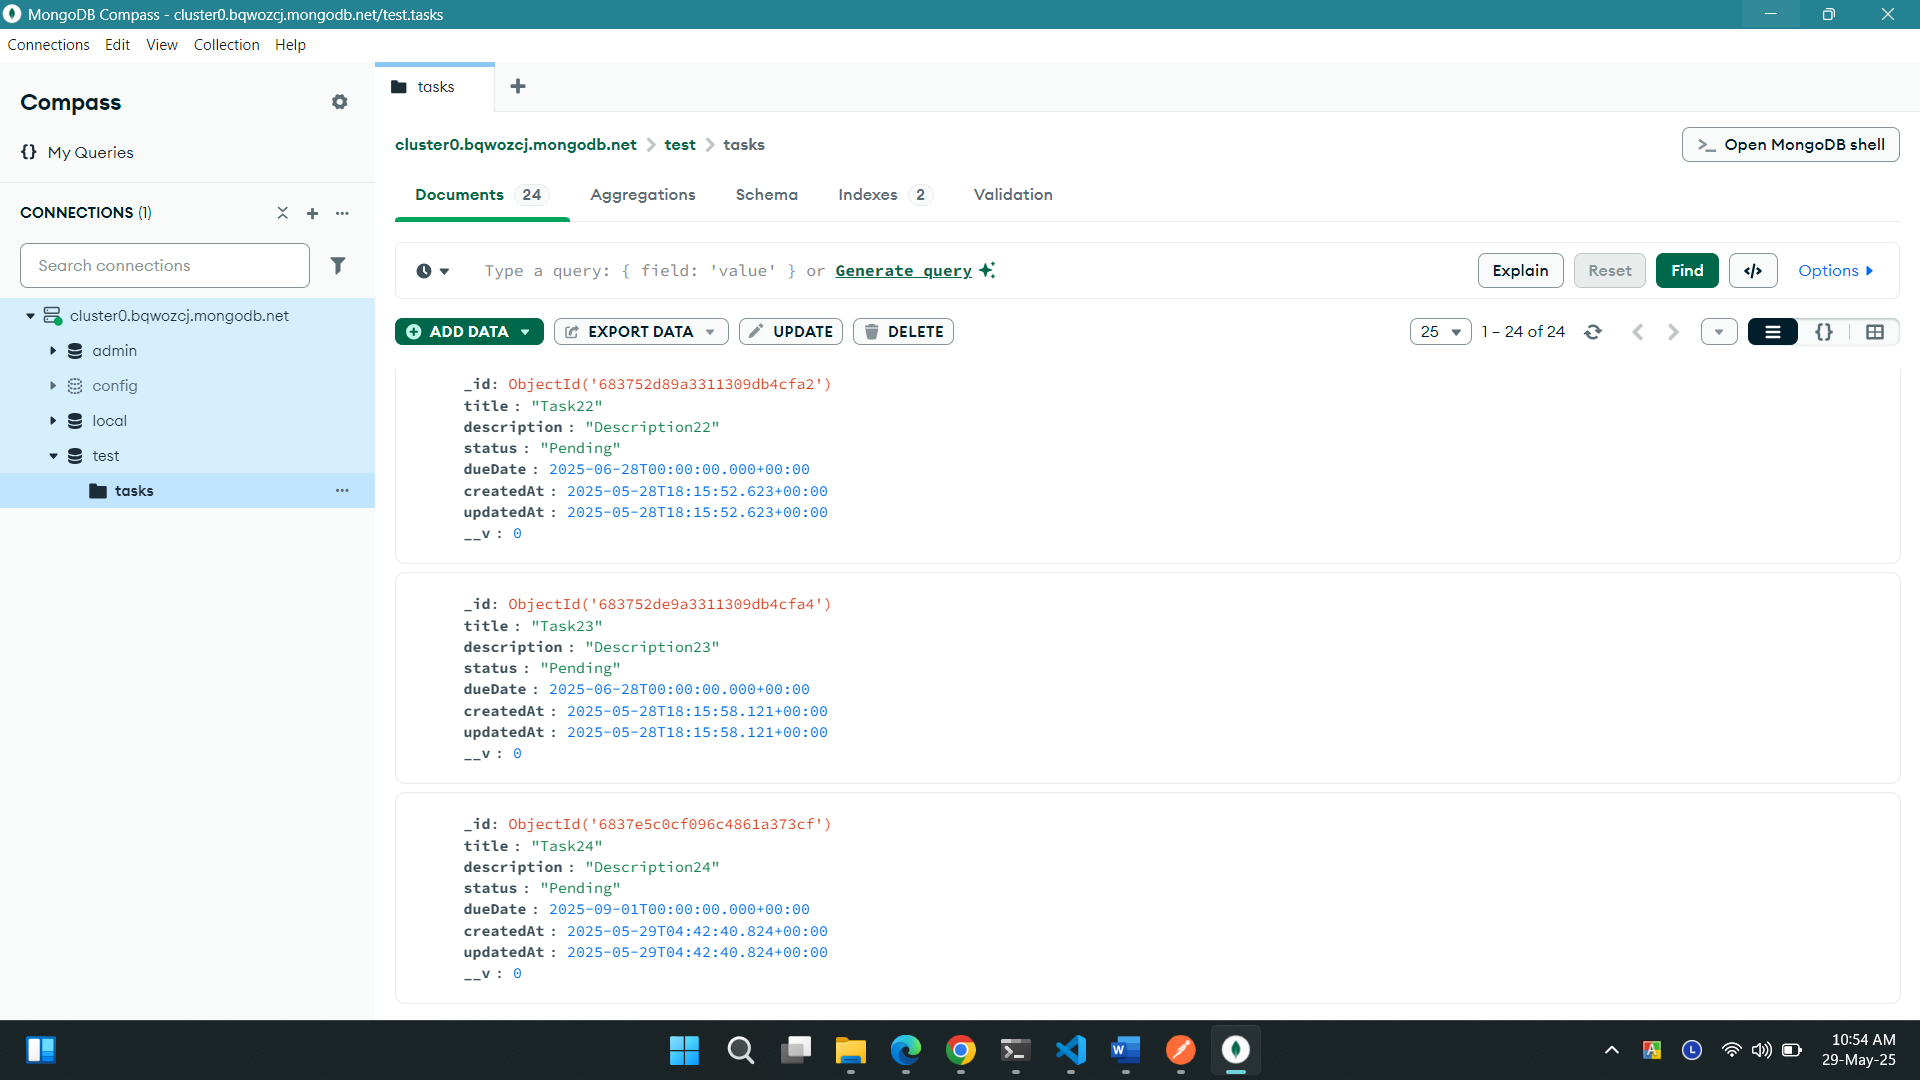 MongoDB Compass - cluster0.bqwozcj.mongodb.net/test.tasks
Connections Edit View Collection Help
Compass
{} My Queries
CONNECTIONS (1)
Search connections
cluster0.bqwozcj.mongodb.net
admin
config
local
test
tasks
tasks
cluster0.bqwozcj.mongodb.net > test > tasks
>_ Open MongoDB shell
Documents 24 Aggregations Schema Indexes 2 Validation
Type a query: { field: 'value' } or Generate query
Explain Reset Find </> Options
ADD DATA EXPORT DATA UPDATE DELETE
25 1 – 24 of 24 {}
_id: ObjectId('683752d89a3311309db4cfa2')
title : "Task22"
description : "Description22"
status : "Pending"
dueDate : 2025-06-28T00:00:00.000+00:00
createdAt : 2025-05-28T18:15:52.623+00:00
updatedAt : 2025-05-28T18:15:52.623+00:00
__v : 0
_id: ObjectId('683752de9a3311309db4cfa4')
title : "Task23"
description : "Description23"
status : "Pending"
dueDate : 2025-06-28T00:00:00.000+00:00
createdAt : 2025-05-28T18:15:58.121+00:00
updatedAt : 2025-05-28T18:15:58.121+00:00
__v : 0
_id: ObjectId('6837e5c0cf096c4861a373cf')
title : "Task24"
description : "Description24"
status : "Pending"
dueDate : 2025-09-01T00:00:00.000+00:00
createdAt : 2025-05-29T04:42:40.824+00:00
updatedAt : 2025-05-29T04:42:40.824+00:00
__v : 0
W
A
L
10:54 AM
29-May-25